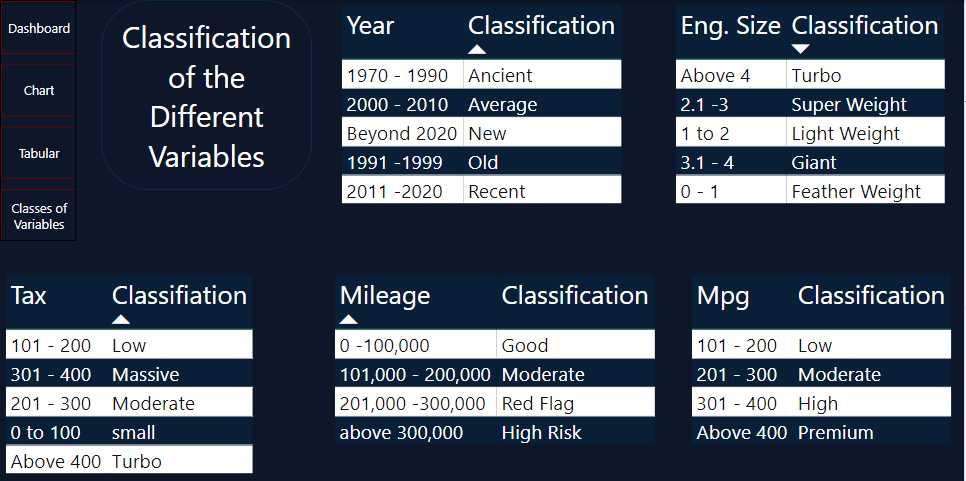 Dashboard
Chart
Tabular
Classes of
Variables
Classification
of the
Different
Variables
Year Classification
1970 - 1990 Ancient
2000 - 2010 Average
Beyond 2020 New
1991 -1999 Old
2011 -2020 Recent
Eng. Size Classification
Above 4 Turbo
2.1 -3 Super Weight
1 to 2 Light Weight
3.1 - 4 Giant
0 - 1 Feather Weight
Tax Classifiation
101 - 200 Low
301 - 400 Massive
201 - 300 Moderate
0 to 100 small
Above 400 Turbo
Mileage Classification
0 -100,000 Good
101,000 - 200,000 Moderate
201,000 -300,000 Red Flag
above 300,000 High Risk
Mpg Classification
101 - 200 Low
201 - 300 Moderate
301 - 400 High
Above 400 Premium